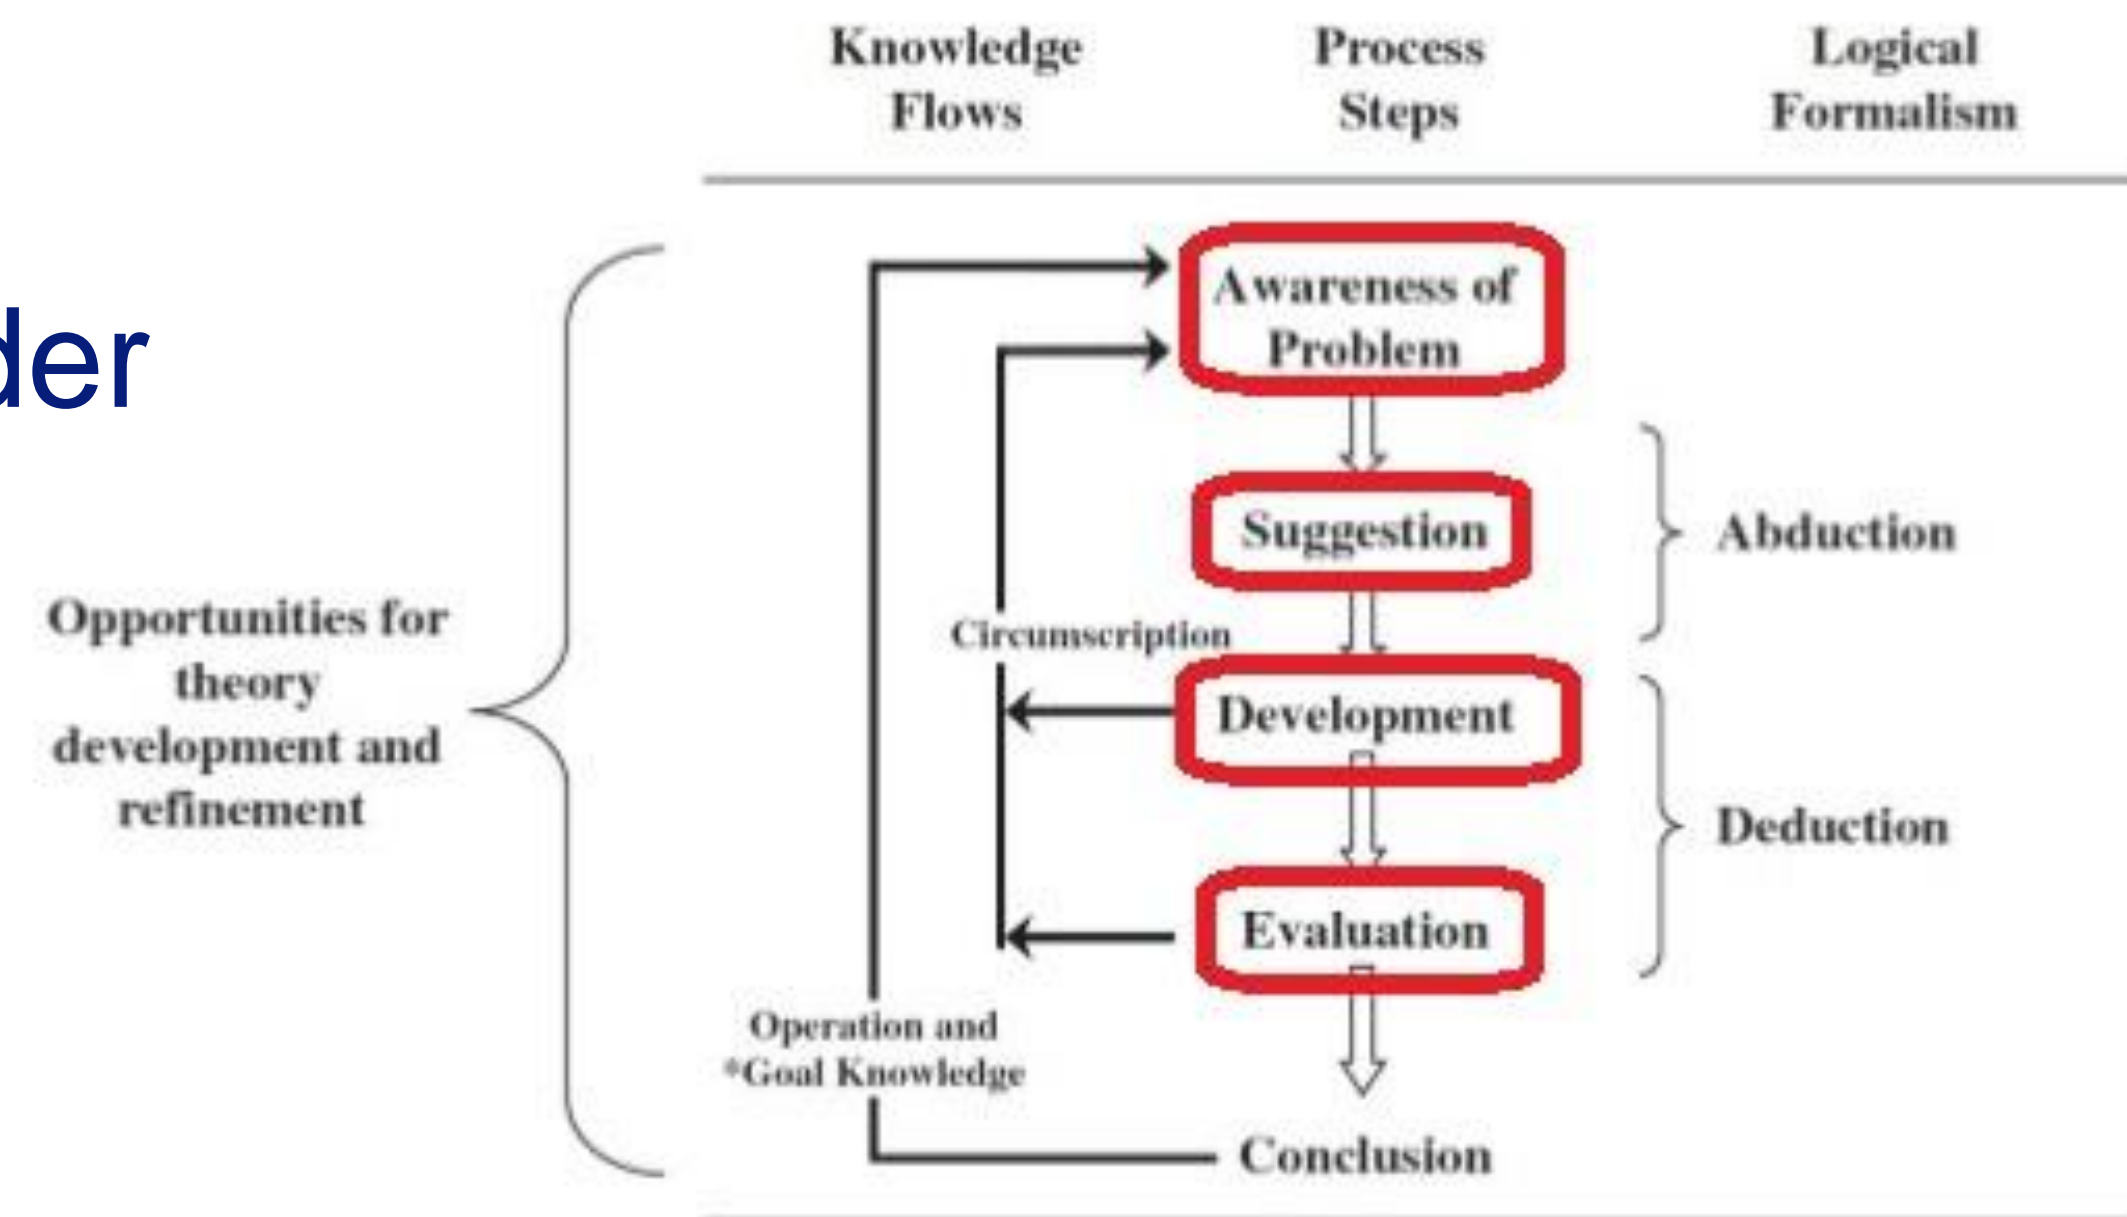 Knowledge Flows
Process Steps
Logical Formalism
der
Awareness of
Problem
Suggestion
Abduction
Opportunities for
theory
development and
refinement
Circumscription
Development
Deduction
Evaluation
Operation and
*Goal Knowledge
Conclusion